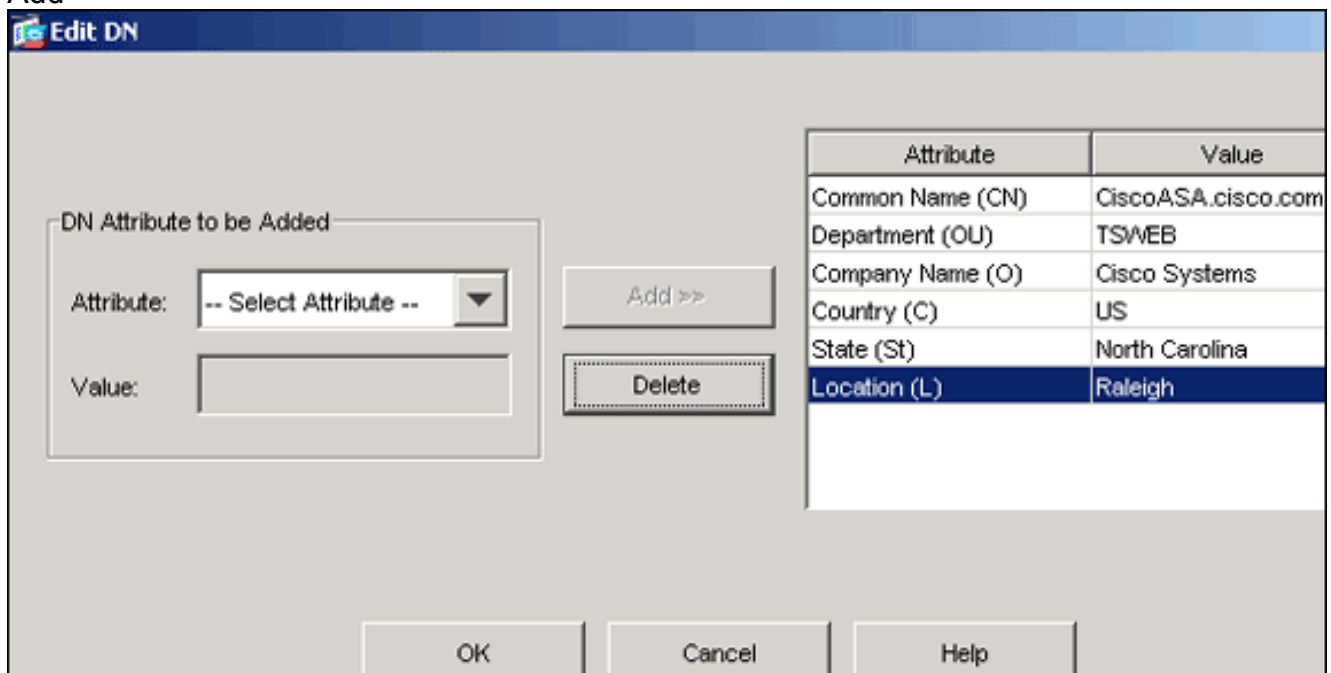 Add
Edit DN
Attribute Value
Common Name (CN) CiscoASA.cisco.com
DN Attribute to be Added
Department (OU) TSWEB
Company Name (O) Cisco Systems
Attribute: -- Select Attribute -- Add >>
Country (C) US
State (St) North Carolina
Value: Delete
Location (L) Raleigh
OK Cancel Help